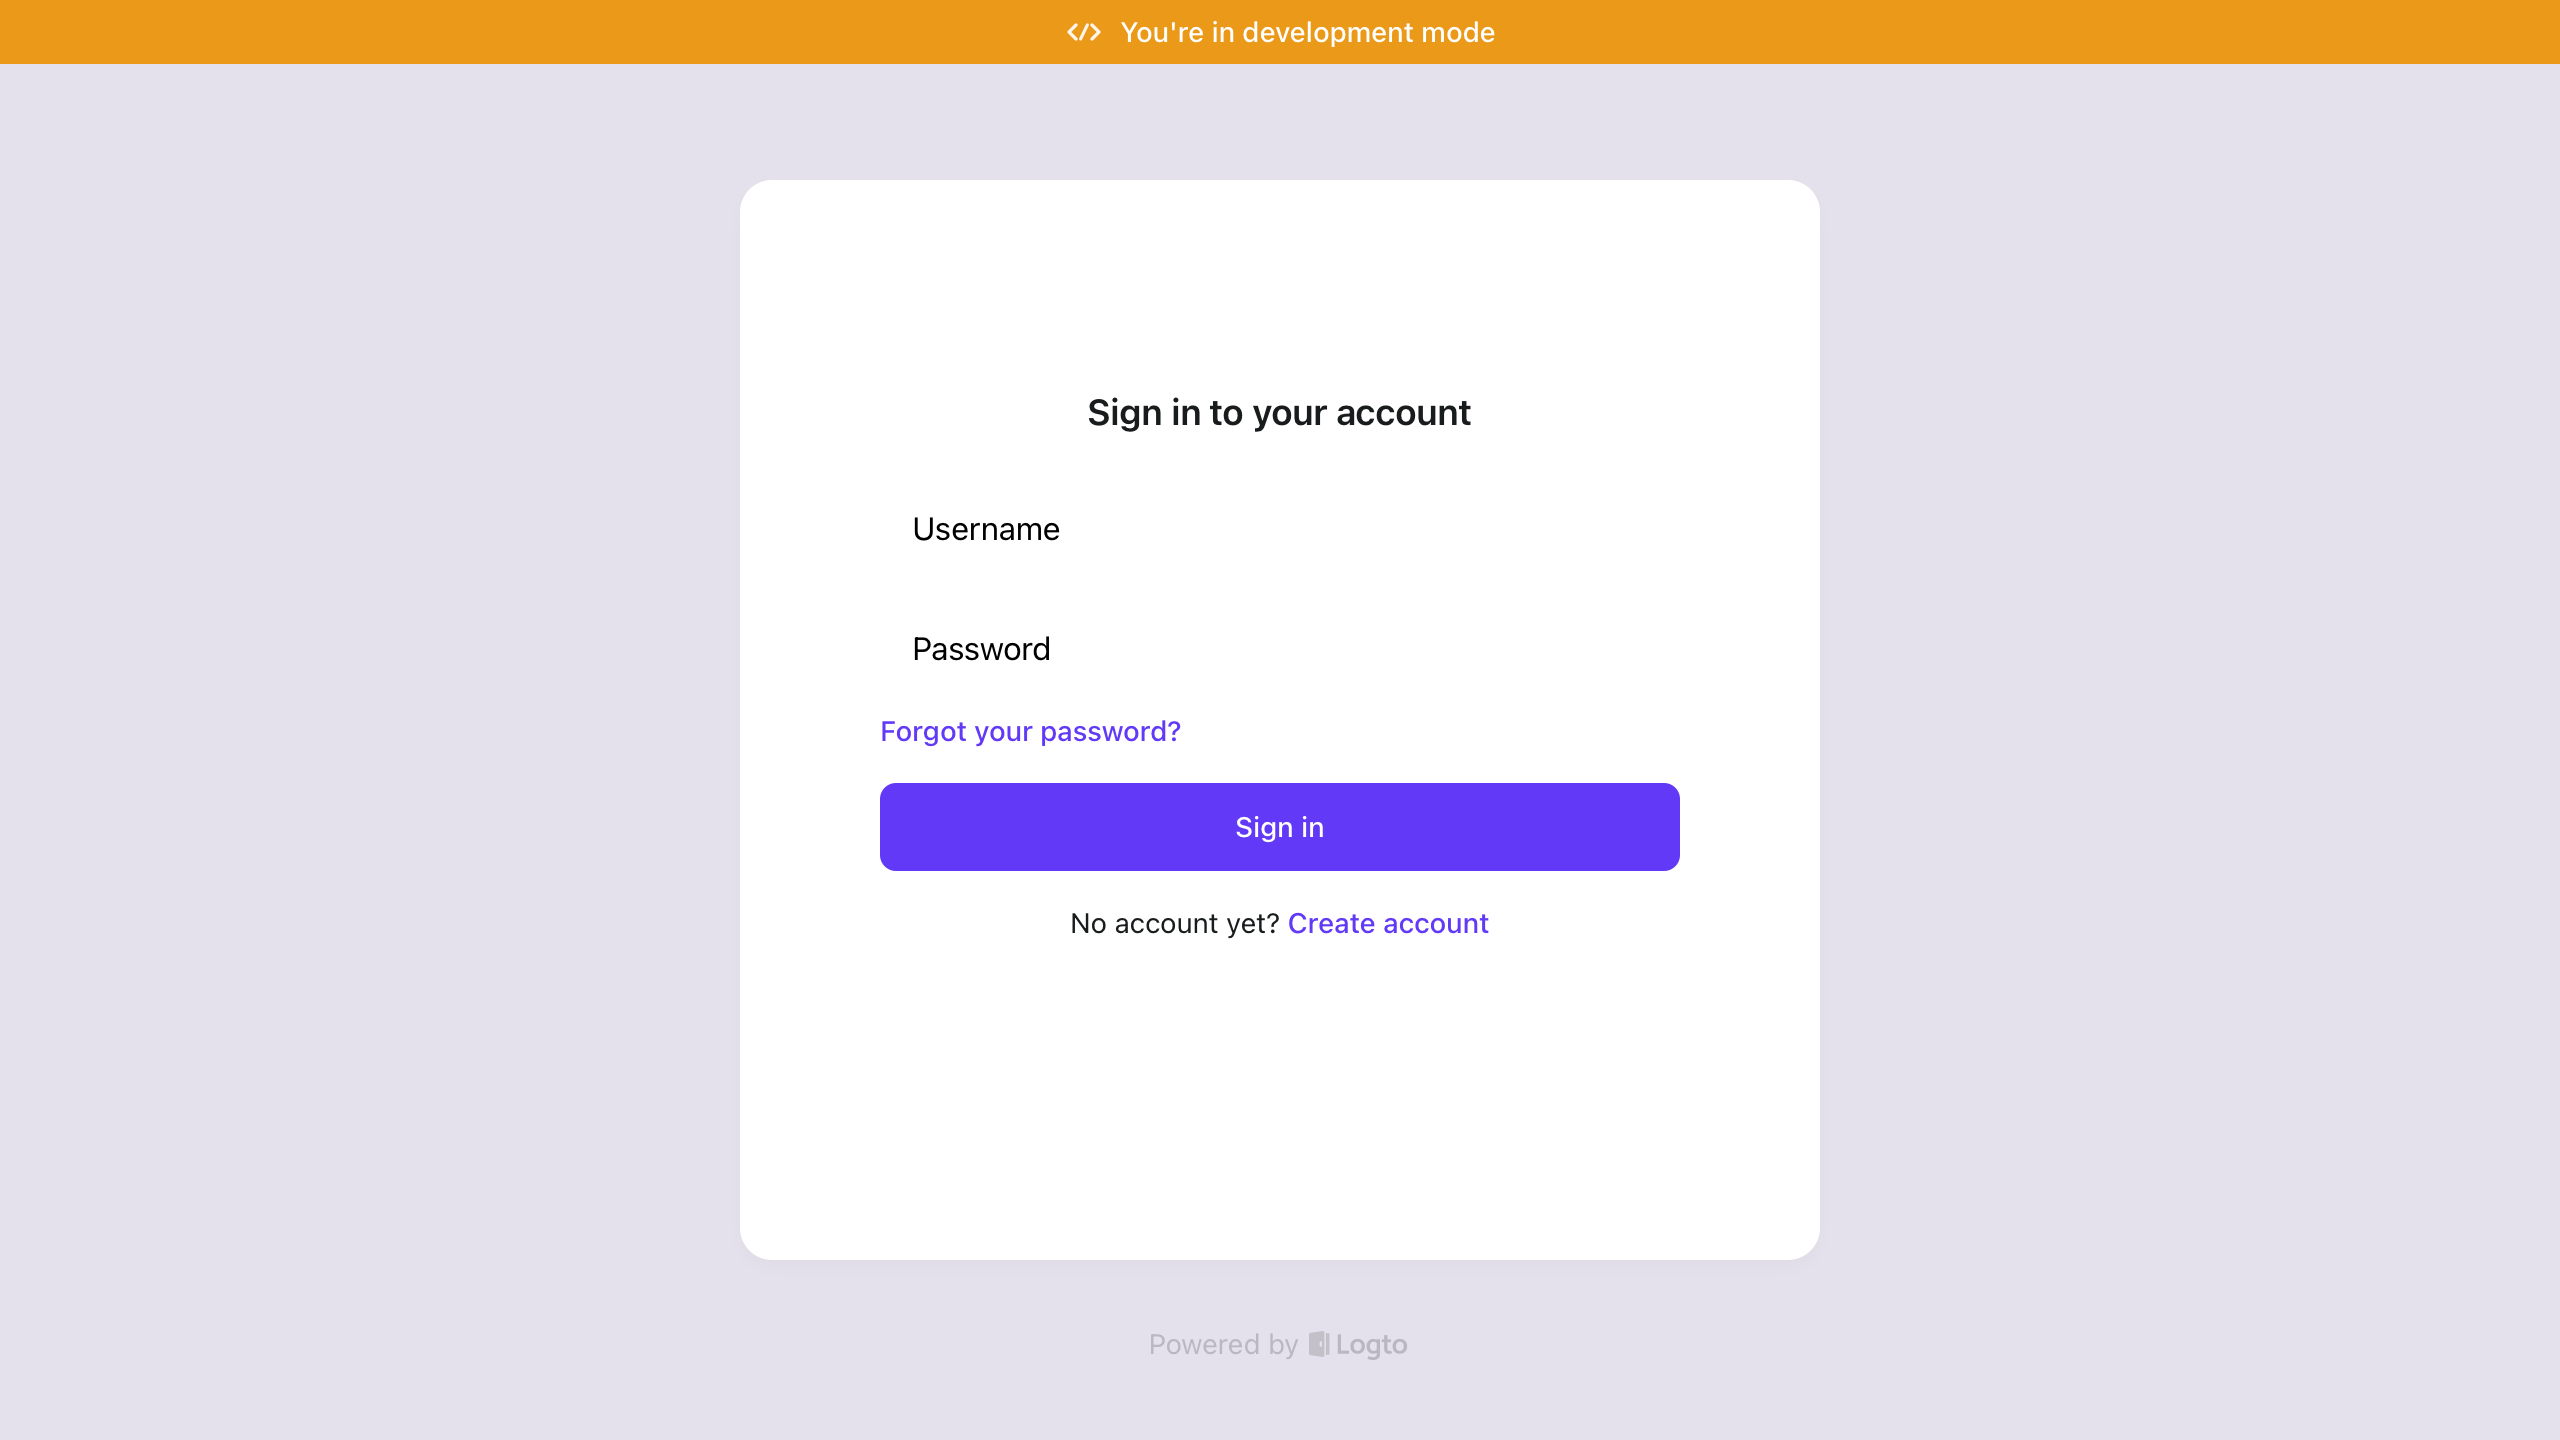 You're in development mode
Sign in to your account
Username
Password
Forgot your password?
Sign in
No account yet? Create account
Powered by Logto